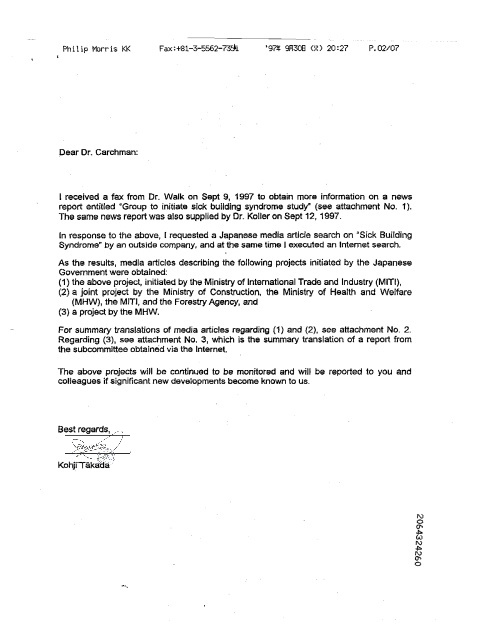 Philip Morris KK Fax:+81-3-5562-7351 '97年 9月30日 (火) 20:27 P.02/07
Dear Dr. Carchman:
I received a fax from Dr. Walk on Sept 9, 1997 to obtain more information on a news
report entitled "Group to initiate sick building syndrome study" (see attachment No. 1).
The same news report was also supplied by Dr. Koller on Sept 12, 1997.
In response to the above, I requested a Japanese media article search on "Sick Building
Syndrome" by an outside company, and at the same time I executed an Internet search.
As the results, media articles describing the following projects initiated by the Japanese
Government were obtained:
(1) the above project, initiated by the Ministry of International Trade and Industry (MITI),
(2) a joint project by the Ministry of Construction, the Ministry of Health and Welfare
(MHW), the MITI, and the Forestry Agency, and
(3) a project by the MHW.
For summary translations of media articles regarding (1) and (2), see attachment No. 2.
Regarding (3), see attachment No. 3, which is the summary translation of a report from
the subcommittee obtained via the Internet.
The above projects will be continued to be monitored and will be reported to you and
colleagues if significant new developments become known to us.
Best regards,
Kohji Takada
2064324260